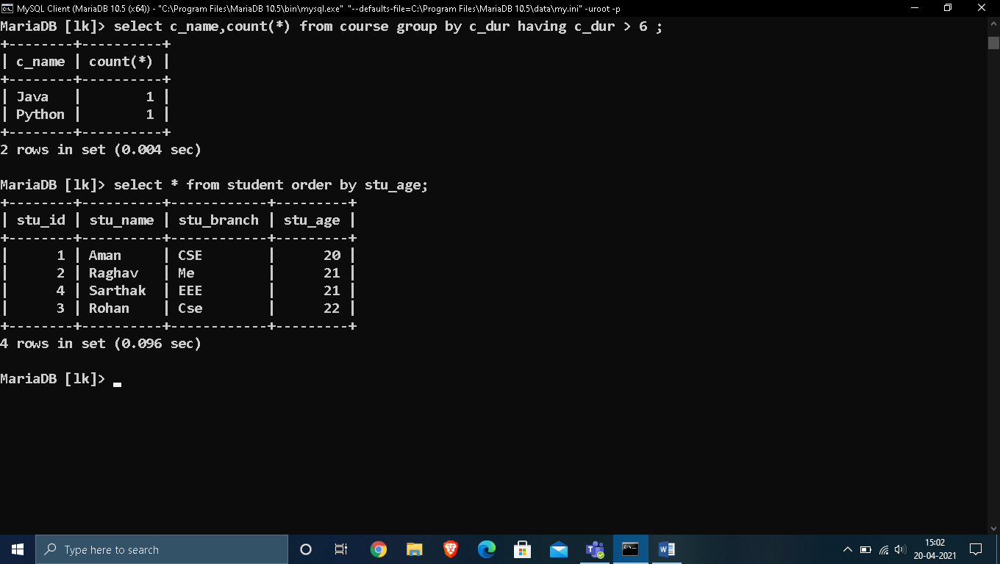 MySQL Client (MariaDB 10.5 (x64)) - "C:\Program Files\MariaDB 10.5\bin\mysql.exe" "--defaults-file=C:\Program Files\MariaDB 10.5\data\my.ini" -uroot -p
MariaDB [lk]> select c_name,count(*) from course group by c_dur having c_dur > 6 ;
+--------+----------+
| c_name | count(*) |
+--------+----------+
| Java   |        1 |
| Python |        1 |
+--------+----------+
2 rows in set (0.004 sec)
MariaDB [lk]> select * from student order by stu_age;
+--------+----------+------------+---------+
| stu_id | stu_name | stu_branch | stu_age |
+--------+----------+------------+---------+
|      1 | Aman     | CSE        |      20 |
|      2 | Raghav   | Me         |      21 |
|      4 | Sarthak  | EEE        |      21 |
|      3 | Rohan    | Cse        |      22 |
+--------+----------+------------+---------+
4 rows in set (0.096 sec)
MariaDB [lk]>
Type here to search
15:02
20-04-2021